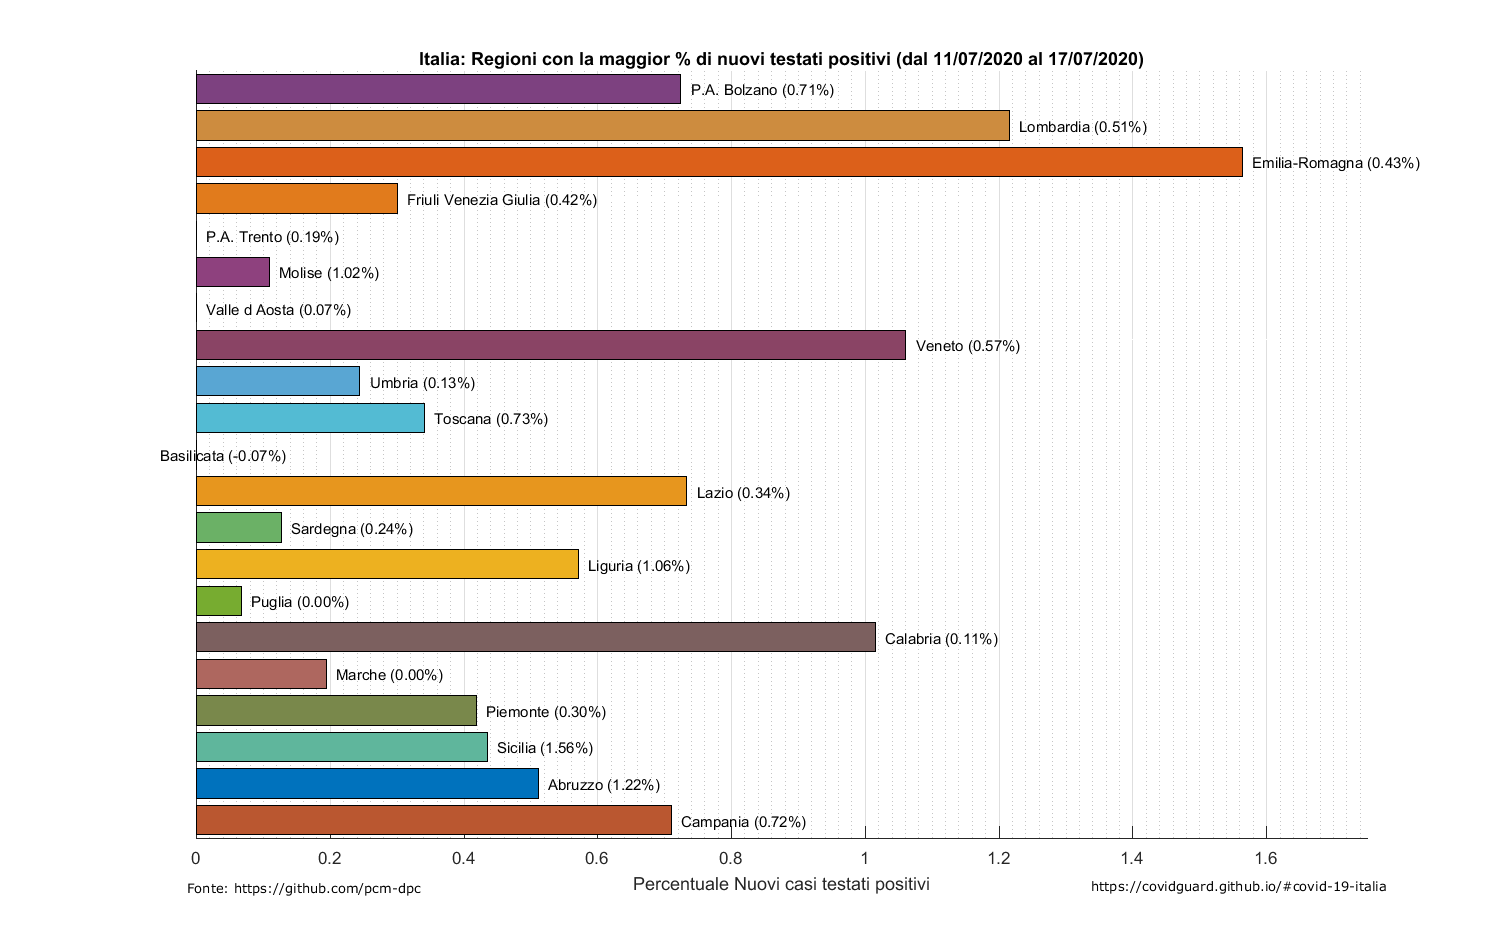 Italia: Regioni con la maggior % di nuovi testati positivi (dal 11/07/2020 al 17/07/2020)
P.A. Bolzano (0.71%)
Lombardia (0.51%)
Emilia-Romagna (0.43%)
Friuli Venezia Giulia (0.42%)
P.A. Trento (0.19%)
Molise (1.02%)
Valle d Aosta (0.07%)
Veneto (0.57%)
Umbria (0.13%)
Toscana (0.73%)
Basilicata (-0.07%)
Lazio (0.34%)
Sardegna (0.24%)
Liguria (1.06%)
Puglia (0.00%)
Calabria (0.11%)
Marche (0.00%)
Piemonte (0.30%)
Sicilia (1.56%)
Abruzzo (1.22%)
Campania (0.72%)
0 0.2 0.4 0.6 0.8 1 1.2 1.4 1.6
Percentuale Nuovi casi testati positivi
Fonte: https://github.com/pcm-dpc
https://covidguard.github.io/#covid-19-italia